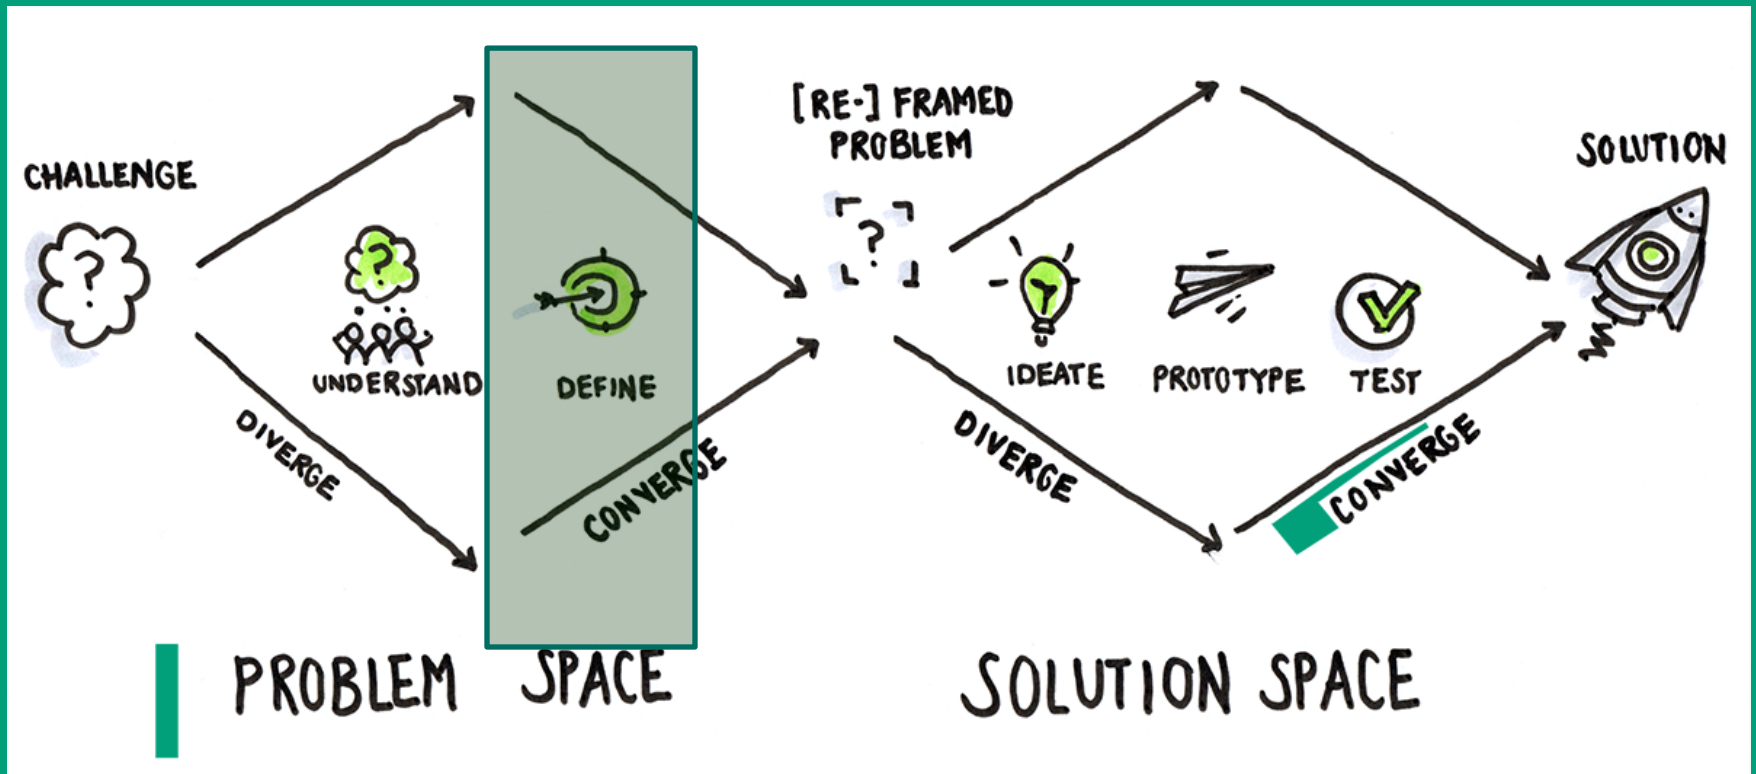 CHALLENGE
?
?
UNDERSTAND
DIVERGE
DEFINE
CONVERGE
[RE-] FRAMED
PROBLEM
?
IDEATE
PROTOTYPE
TEST
DIVERGE
CONVERGE
SOLUTION
PROBLEM SPACE
SOLUTION SPACE